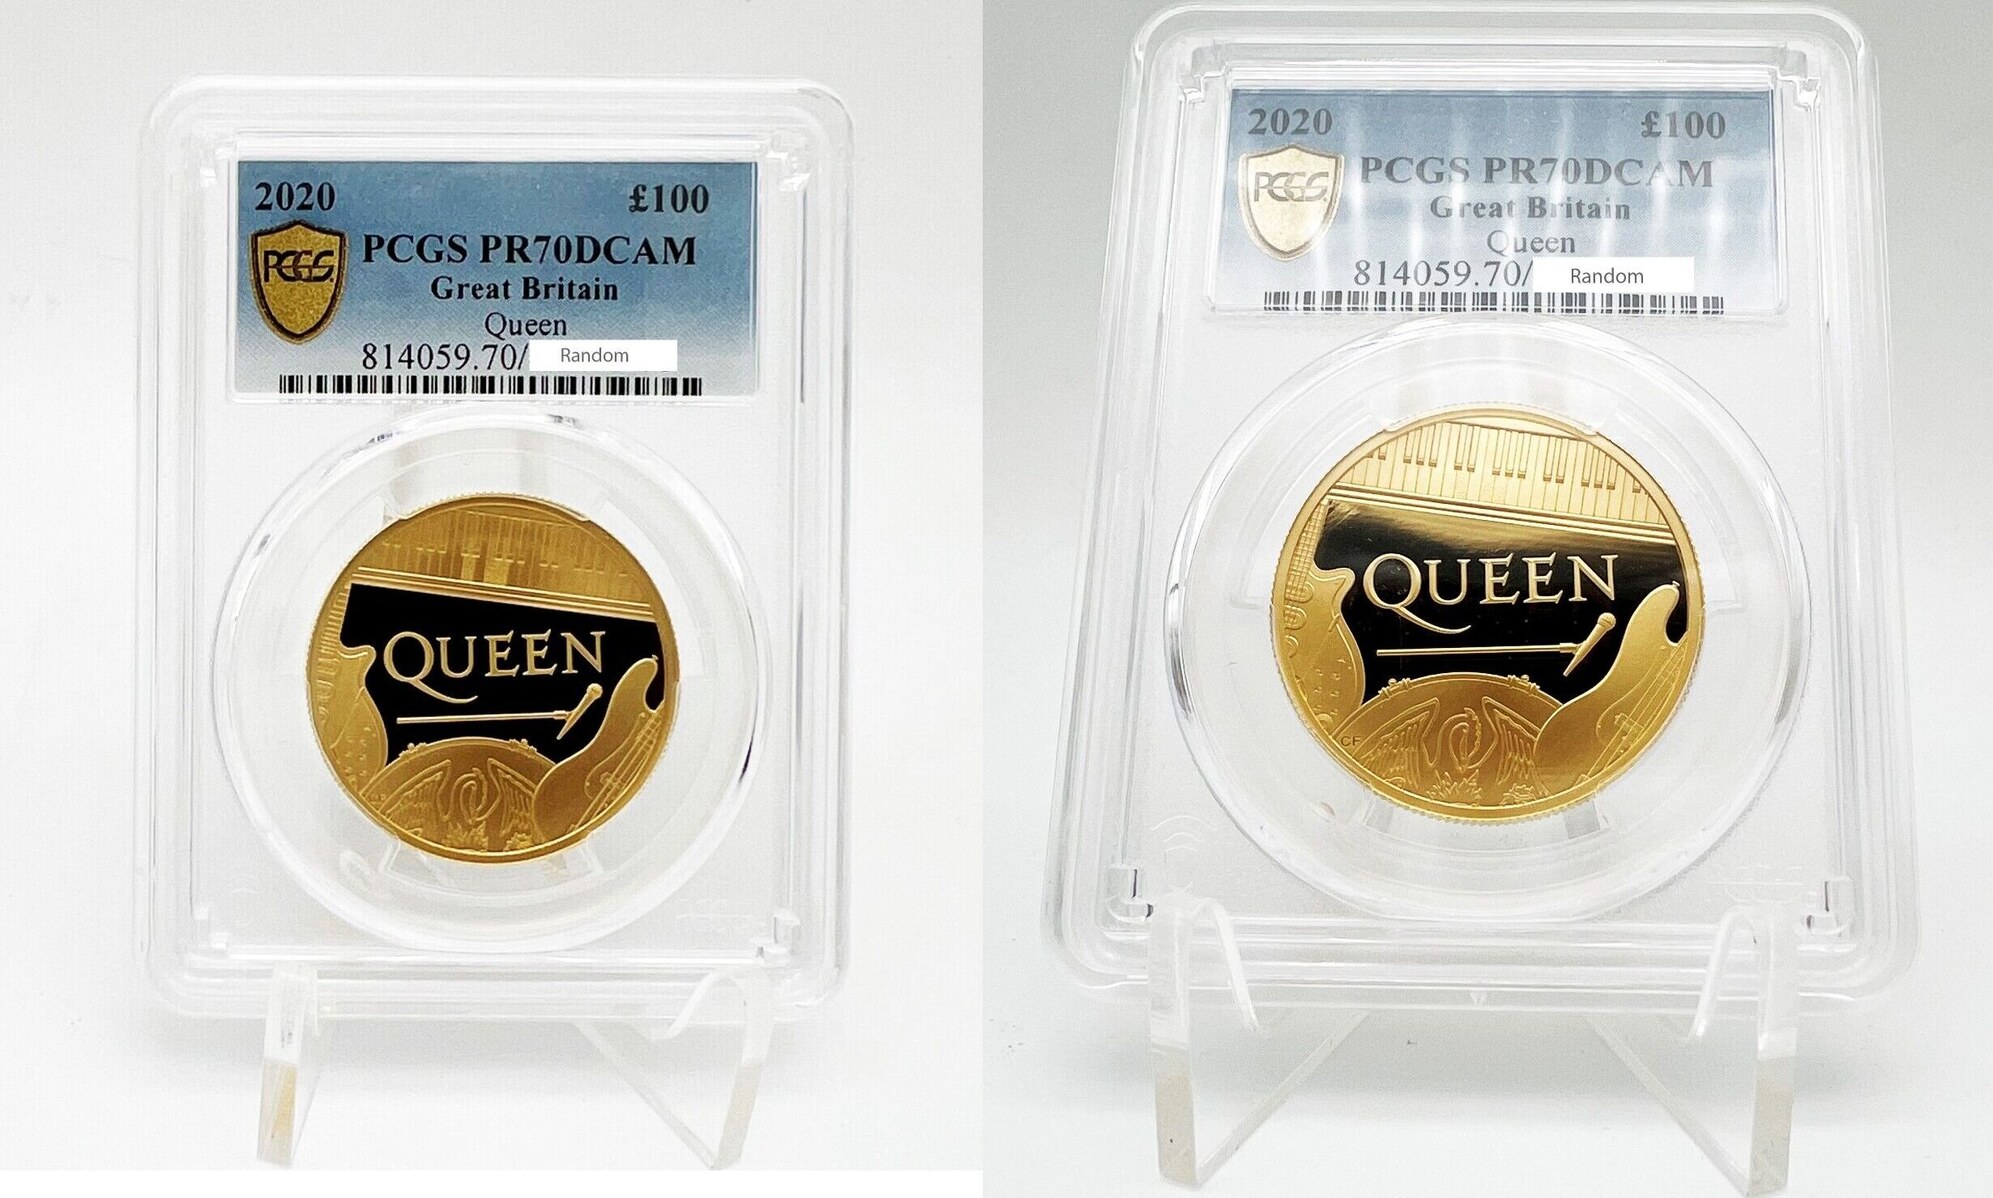 2020 £100
PCGS PCGS PR70DCAM
Great Britain
Queen
814059.70/ Random
QUEEN
2020 £100
PCGS PCGS PR70DCAM
Great Britain
Queen
814059.70/ Random
QUEEN
CF